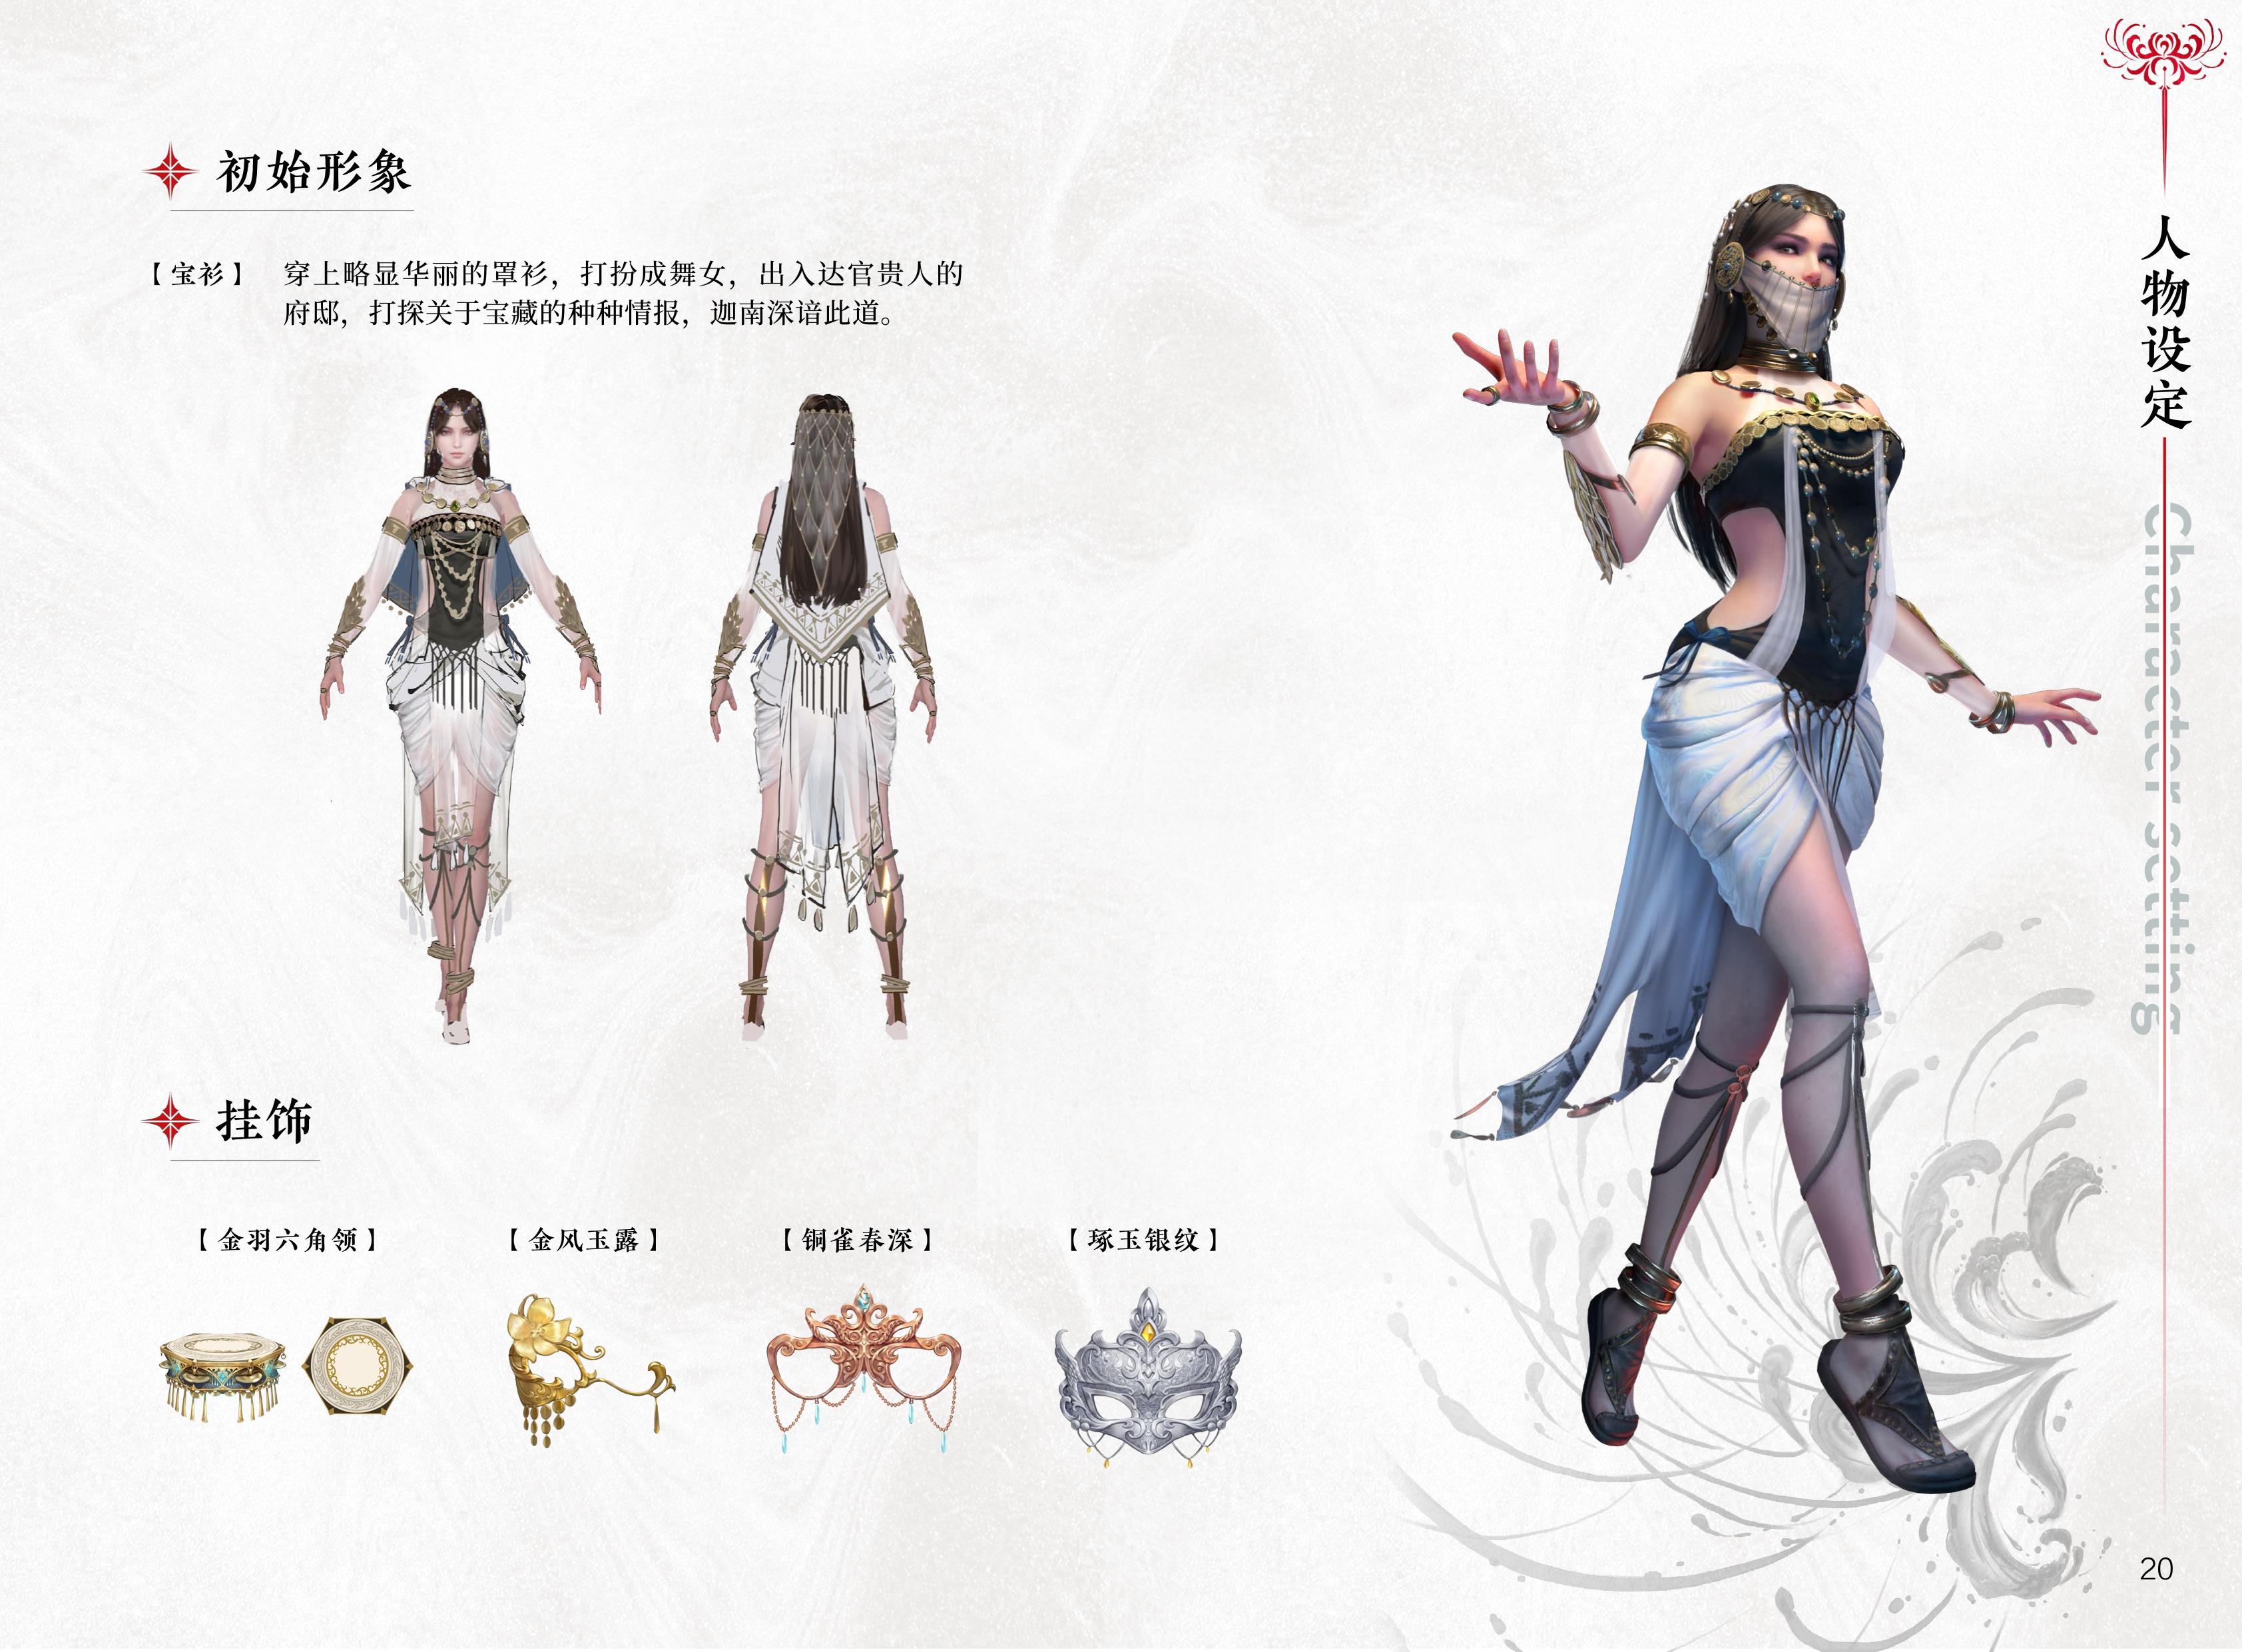 初始形象
【宝衫】 穿上略显华丽的罩衫，打扮成舞女，出入达官贵人的
府邸，打探关于宝藏的种种情报，迦南深谙此道。
挂饰
【金羽六角领】 【金风玉露】 【铜雀春深】 【琢玉银纹】
人物设定
Character setting
20